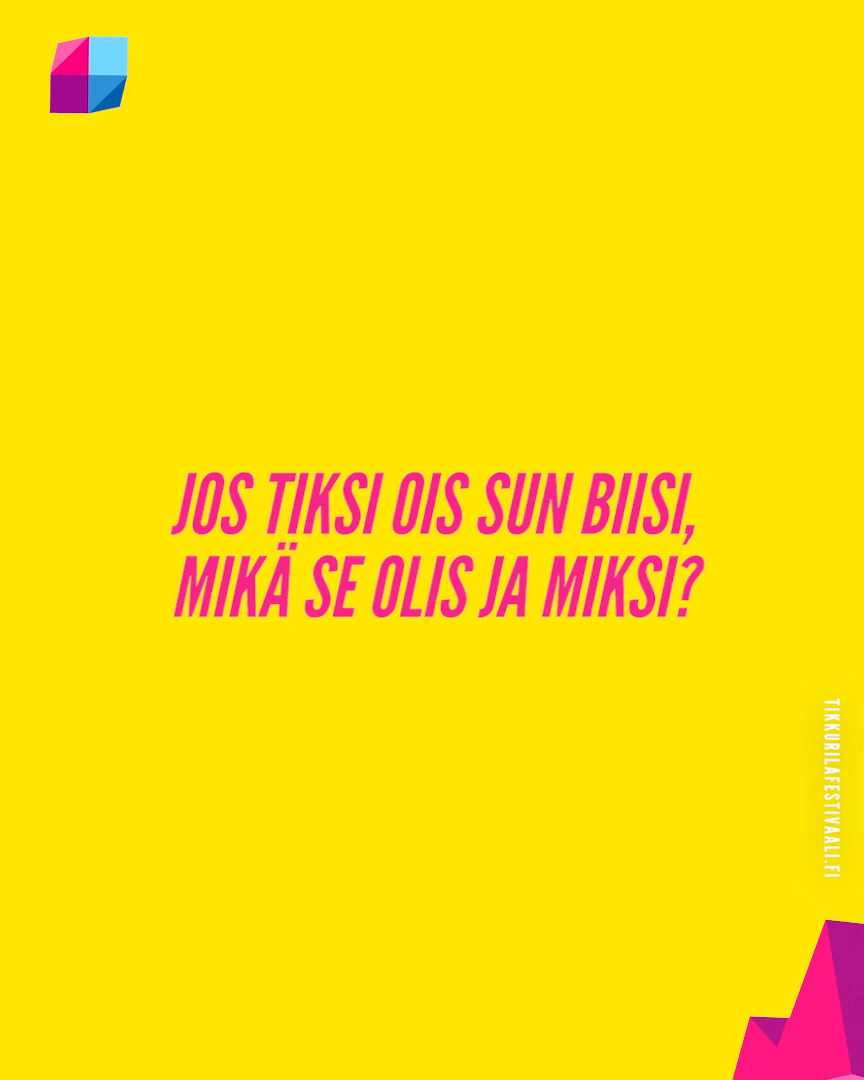 JOS TIKSI OIS SUN BIISI,
MIKÄ SE OLIS JA MIKSI?
TIKKURILAFESTIVAALI.FI